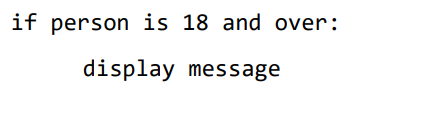 if person is 18 and over:
display message